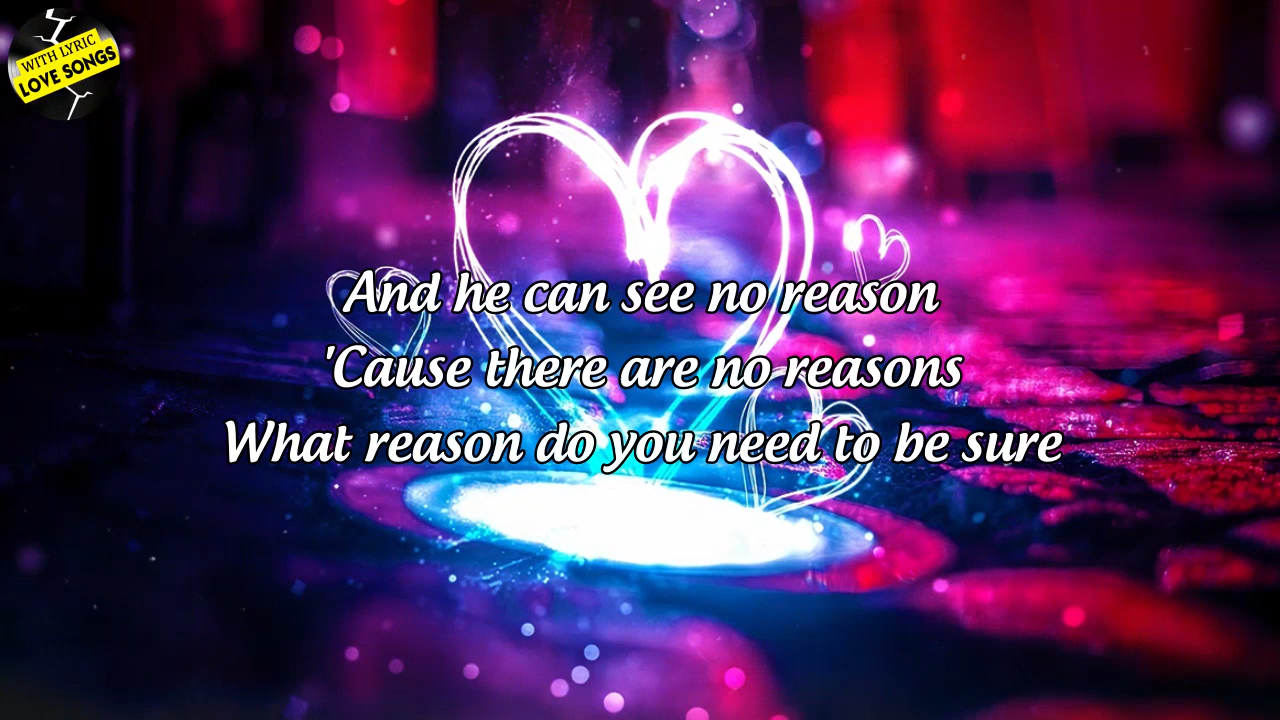 WITH LYRIC
LOVE SONGS
And he can see no reason
'Cause there are no reasons
What reason do you need to be sure